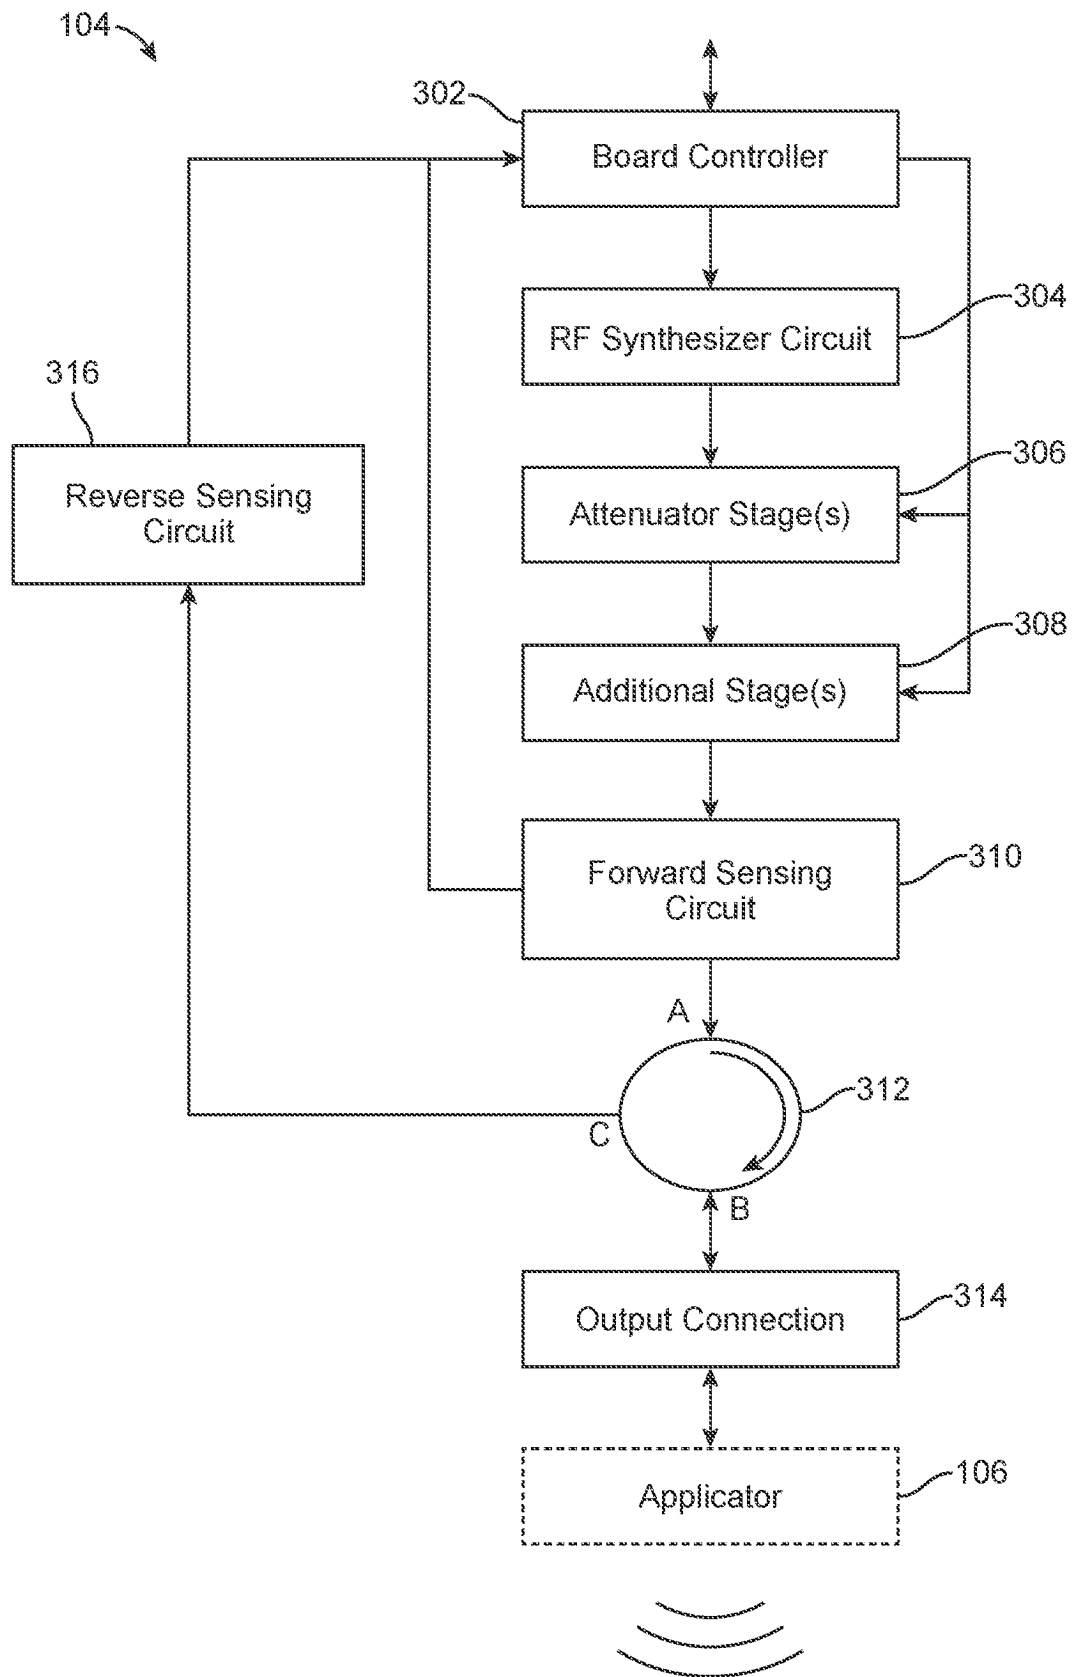 104
302
Board Controller
304
RF Synthesizer Circuit
316
306
Reverse Sensing
Circuit
Attenuator Stage(s)
308
Additional Stage(s)
310
Forward Sensing
Circuit
A
312
C
B
314
Output Connection
106
Applicator